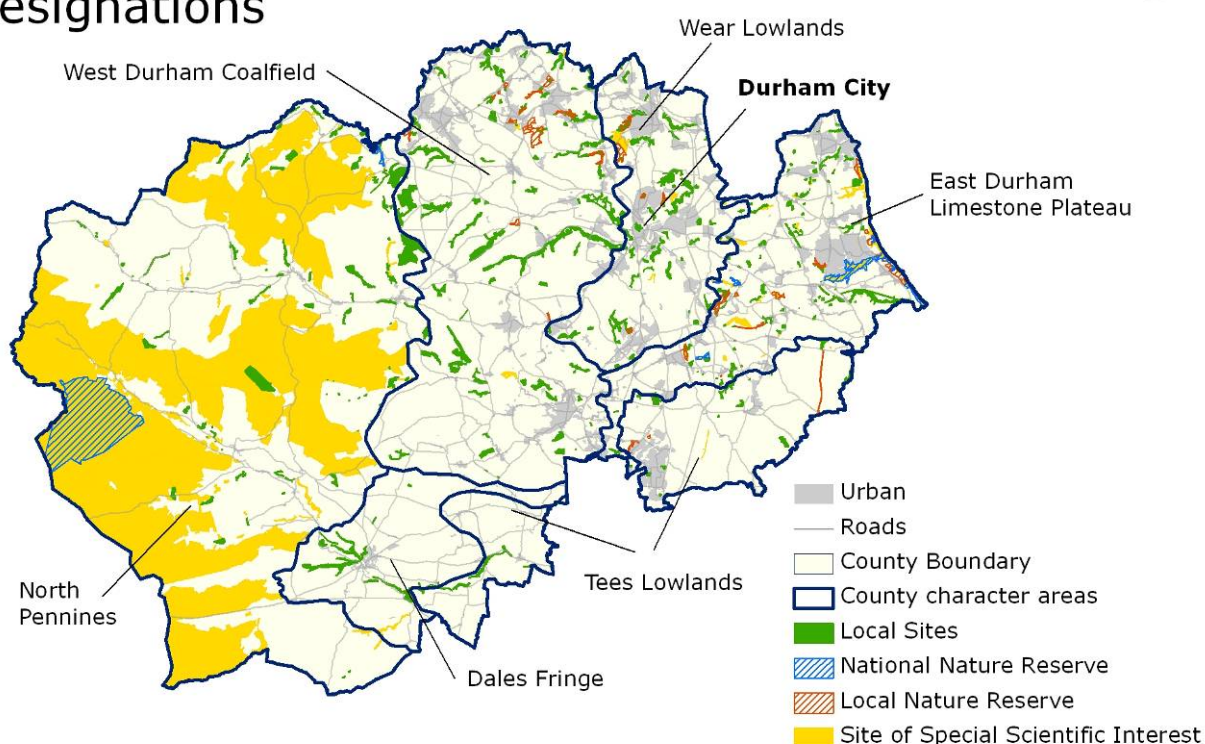 esignations
Wear Lowlands
West Durham Coalfield
Durham City
East Durham
Limestone Plateau
North
Pennines
Tees Lowlands
Dales Fringe
Urban
Roads
County Boundary
County character areas
Local Sites
National Nature Reserve
Local Nature Reserve
Site of Special Scientific Interest